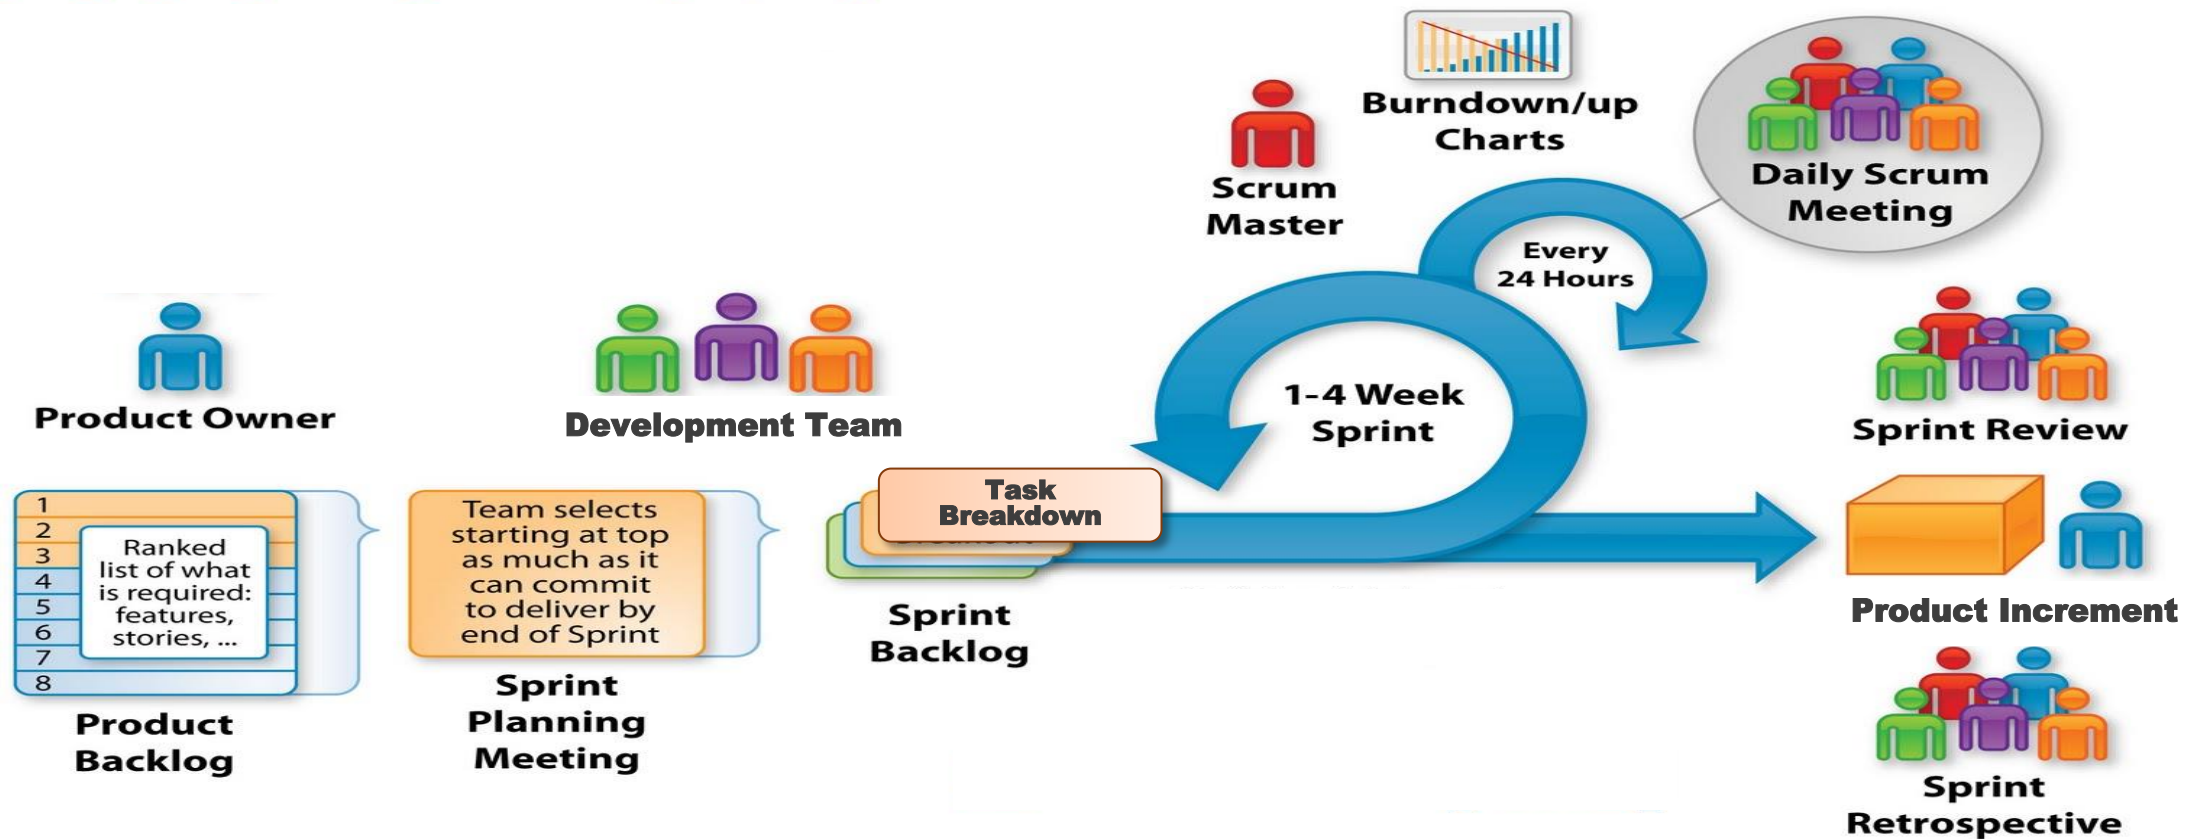 Burndown/up
Charts
Scrum
Master
Daily Scrum
Meeting
Every
24 Hours
Product Owner
Development Team
1-4 Week
Sprint
Sprint Review
1
2
3
4
5
6
7
8
Ranked
list of what
is required:
features,
stories, ...
Product
Backlog
Team selects
starting at top
as much as it
can commit
to deliver by
end of Sprint
Sprint
Planning
Meeting
Task
Breakdown
Sprint
Backlog
Product Increment
Sprint
Retrospective